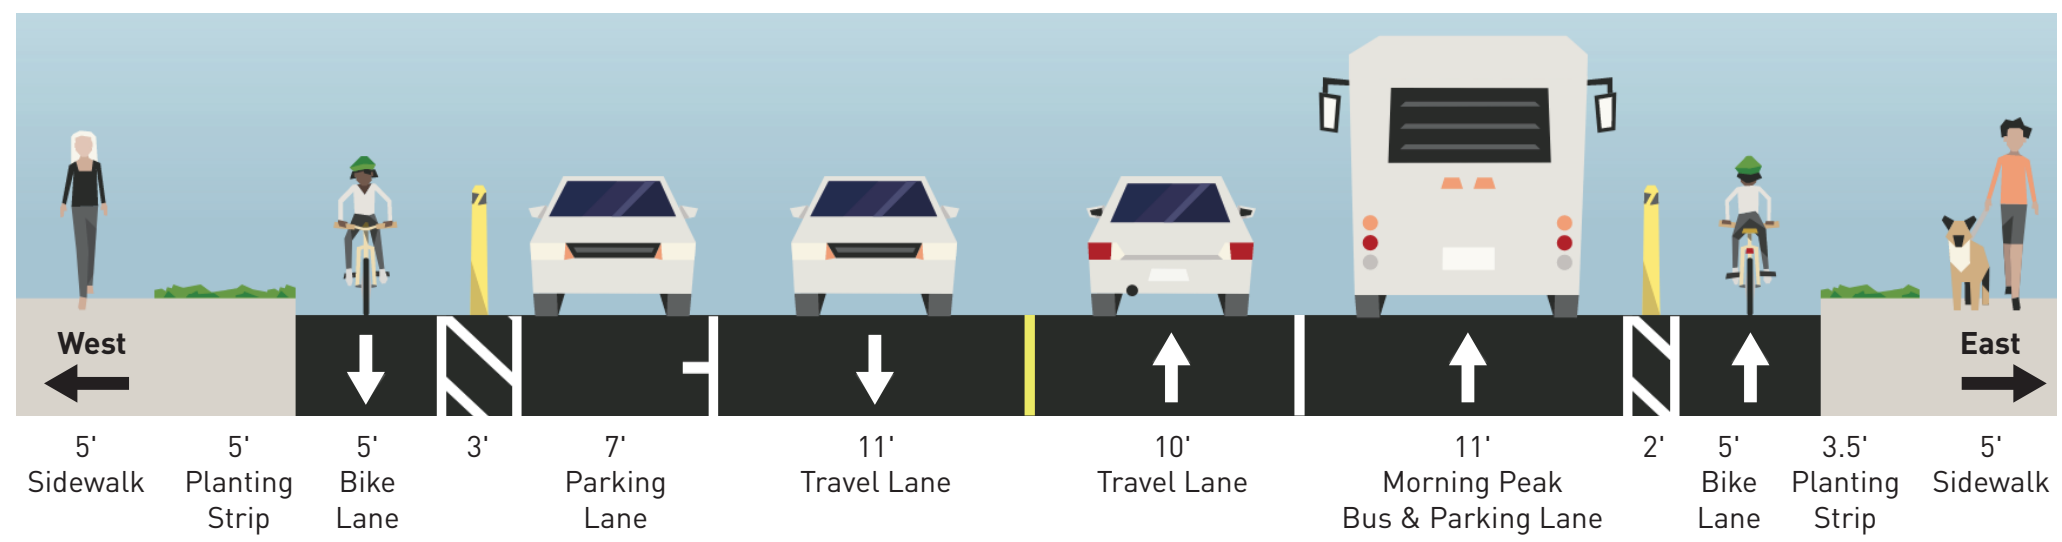 West
East
5' 5' 5' 3' 7' 11' 10' 11' 2' 5' 3.5' 5'
Sidewalk Planting Bike Parking Travel Lane Travel Lane Morning Peak Bike Planting Sidewalk
Strip Lane Lane Bus & Parking Lane Lane Strip